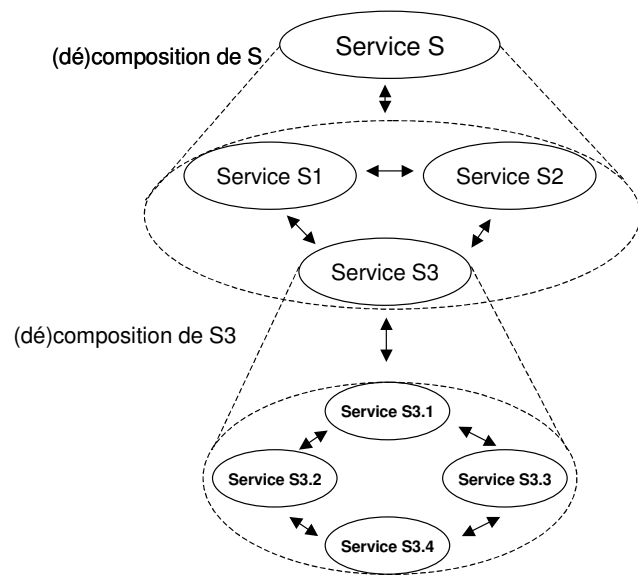 Service S
(dé)composition de S
Service S1
Service S2
Service S3
(dé)composition de S3
Service S3.1
Service S3.2
Service S3.3
Service S3.4